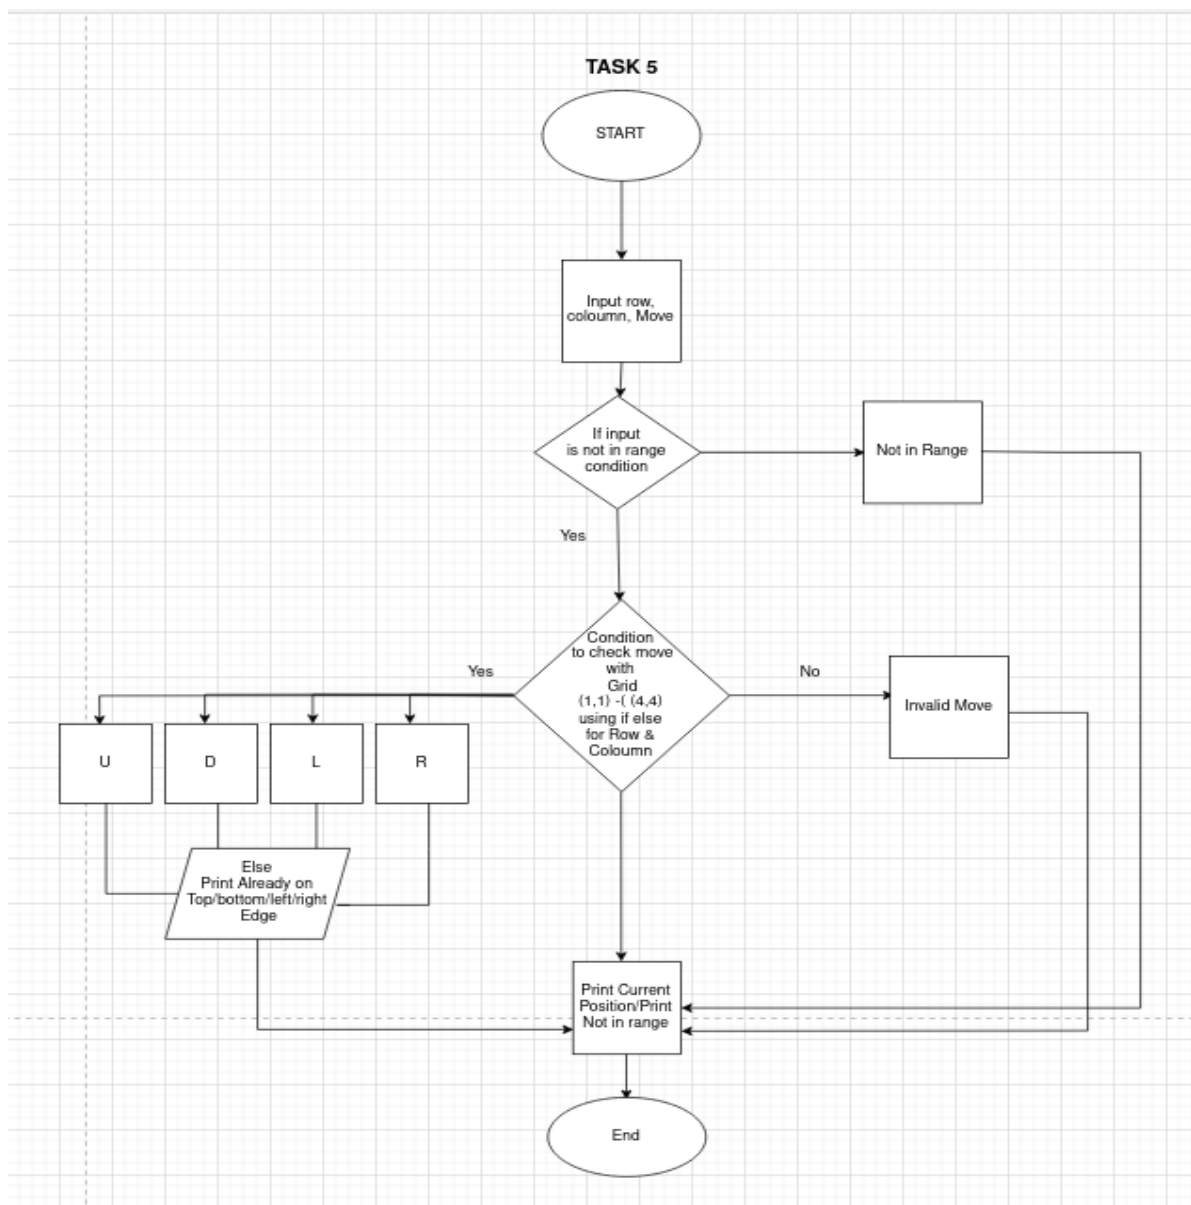 TASK 5
START
Input row,
coloumn, Move
If input
is not in range
condition
Not in Range
Yes
Condition
to check move
with
Grid
(1,1) -( (4,4)
using if else
for Row &
Coloumn
Yes
No
Invalid Move
U
D
L
R
Else
Print Already on
Top/bottom/left/right
Edge
Print Current
Position/Print
Not in range
End